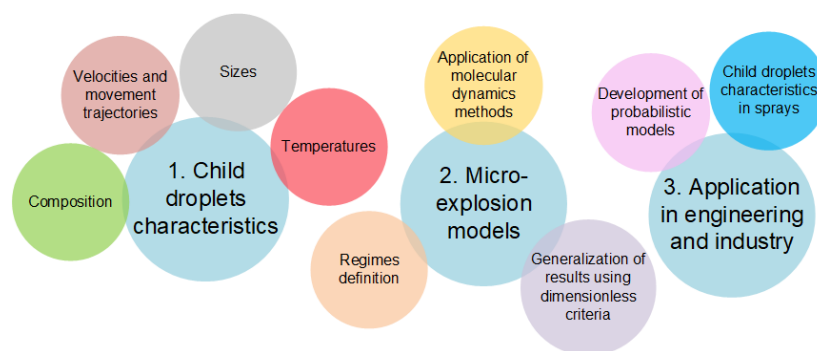 Velocities and
movement
trajectories
Sizes
Composition
Temperatures
1. Child
droplets
characteristics
Application of
molecular
dynamics
methods
2. Micro-
explosion
models
Regimes
definition
Generalization of
results using
dimensionless
criteria
Development of
probabilistic
models
Child droplets
characteristics
in sprays
3. Application
in engineering
and industry